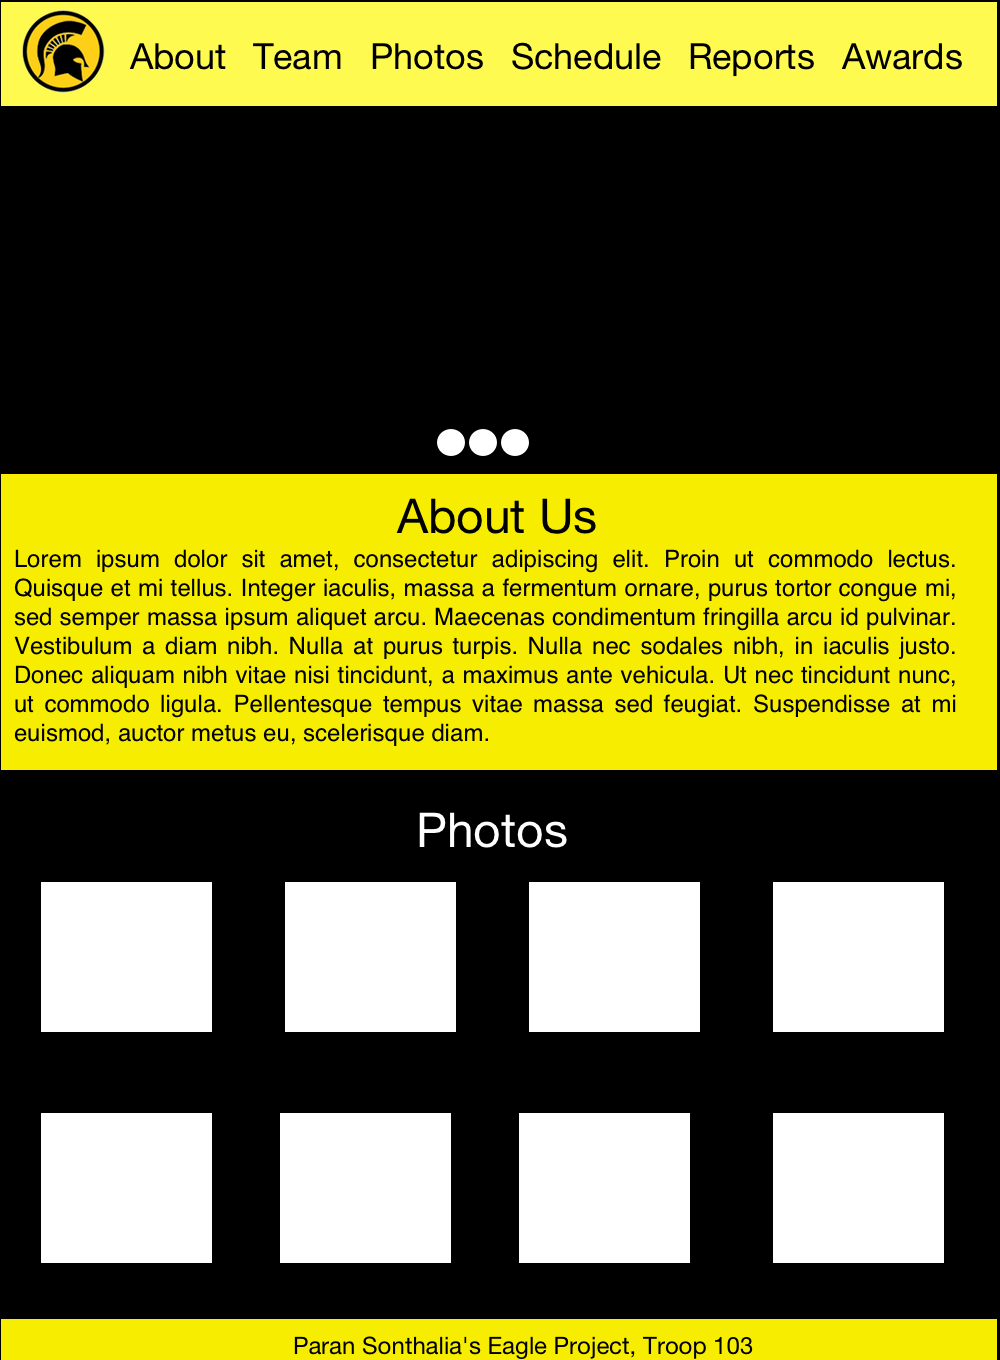 About Team Photos Schedule Reports Awards
About Us
Lorem ipsum dolor sit amet, consectetur adipiscing elit. Proin ut commodo lectus.
Quisque et mi tellus. Integer iaculis, massa a fermentum ornare, purus tortor congue mi,
sed semper massa ipsum aliquet arcu. Maecenas condimentum fringilla arcu id pulvinar.
Vestibulum a diam nibh. Nulla at purus turpis. Nulla nec sodales nibh, in iaculis justo.
Donec aliquam nibh vitae nisi tincidunt, a maximus ante vehicula. Ut nec tincidunt nunc,
ut commodo ligula. Pellentesque tempus vitae massa sed feugiat. Suspendisse at mi
euismod, auctor metus eu, scelerisque diam.
Photos
Paran Sonthalia's Eagle Project, Troop 103